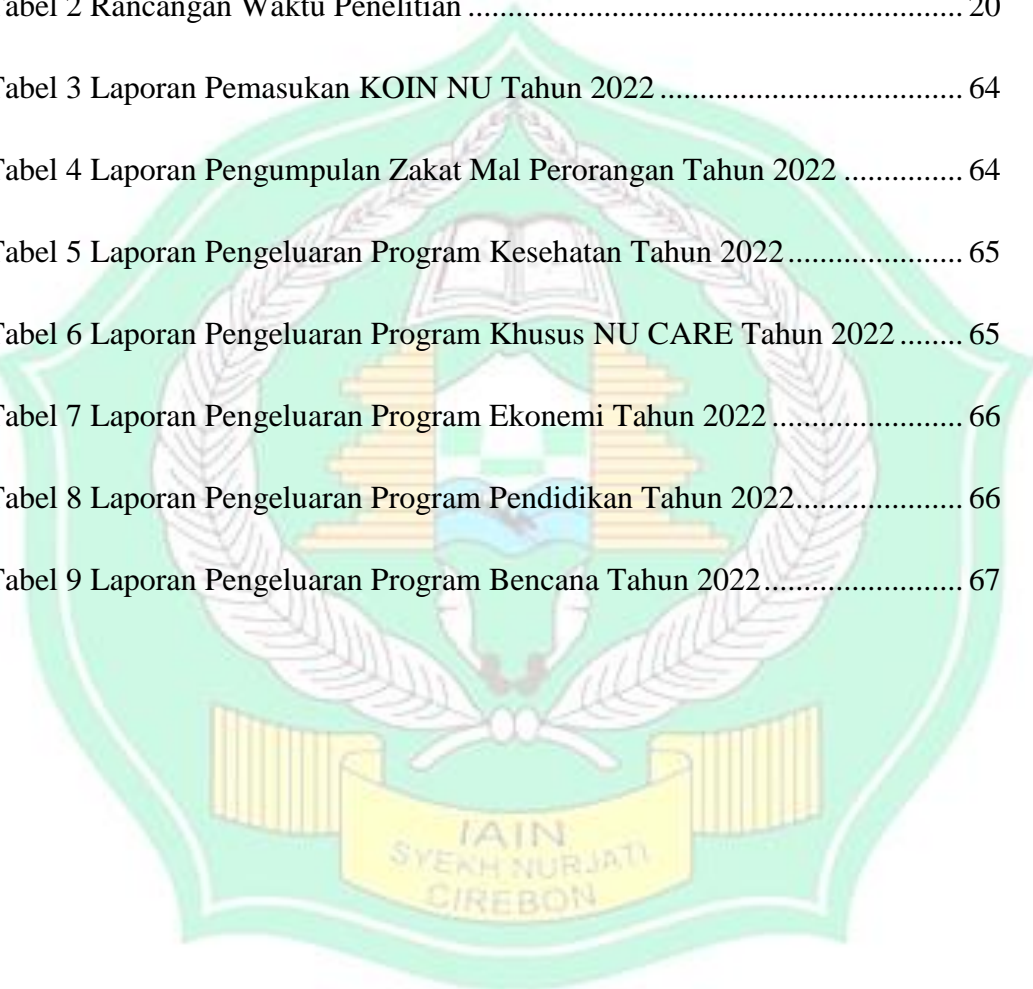 Tabel 2 Rancangan Waktu Penelitian ................................................................ 20
Tabel 3 Laporan Pemasukan KOIN NU Tahun 2022 ....................................... 64
Tabel 4 Laporan Pengumpulan Zakat Mal Perorangan Tahun 2022 ............... 64
Tabel 5 Laporan Pengeluaran Program Kesehatan Tahun 2022 ...................... 65
Tabel 6 Laporan Pengeluaran Program Khusus NU CARE Tahun 2022 ........ 65
Tabel 7 Laporan Pengeluaran Program Ekonemi Tahun 2022 ........................ 66
Tabel 8 Laporan Pengeluaran Program Pendidikan Tahun 2022..................... 66
Tabel 9 Laporan Pengeluaran Program Bencana Tahun 2022......................... 67
IAIN
SYEKH NURJATI
CIREBON